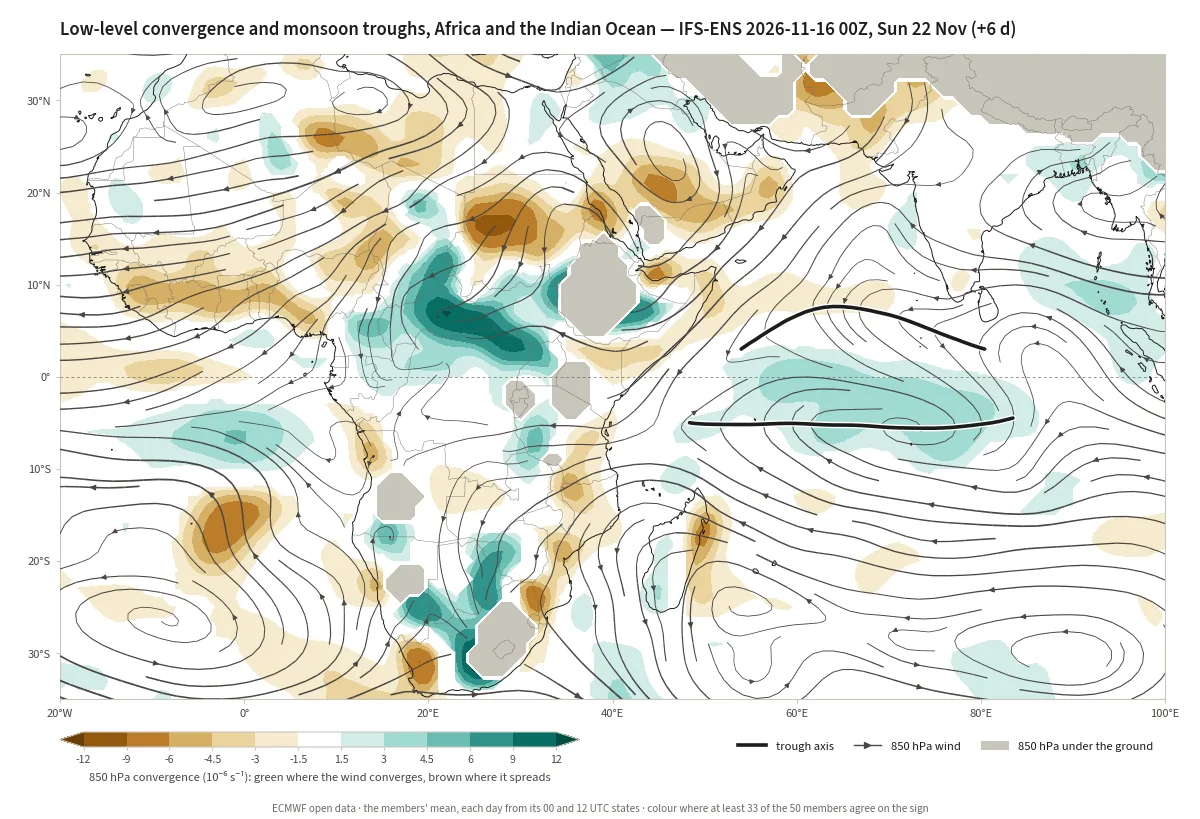 Low-level convergence and monsoon troughs, Africa and the Indian Ocean — IFS-ENS 2026-11-16 00Z, Sun 22 Nov (+6 d)
30°N
20°N
10°N
0°
10°S
20°S
30°S
20°W 0° 20°E 40°E 60°E 80°E 100°E
-12 -9 -6 -4.5 -3 -1.5 1.5 3 4.5 6 9 12
850 hPa convergence (10⁻⁶ s⁻¹): green where the wind converges, brown where it spreads
trough axis 850 hPa wind 850 hPa under the ground
ECMWF open data · the members' mean, each day from its 00 and 12 UTC states · colour where at least 33 of the 50 members agree on the sign